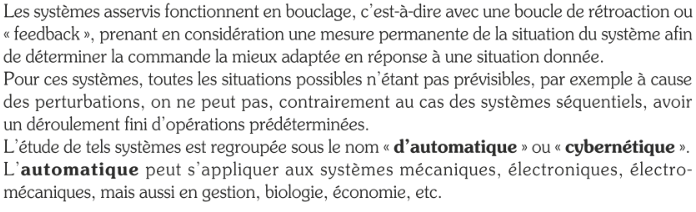 Les systèmes asservis fonctionnent en bouclage, c'est-à-dire avec une boucle de rétroaction ou
« feedback », prenant en considération une mesure permanente de la situation du système afin
de déterminer la commande la mieux adaptée en réponse à une situation donnée.
Pour ces systèmes, toutes les situations possibles n'étant pas prévisibles, par exemple à cause
des perturbations, on ne peut pas, contrairement au cas des systèmes séquentiels, avoir
un déroulement fini d'opérations prédéterminées.
L'étude de tels systèmes est regroupée sous le nom « d'automatique » ou « cybernétique ».
L'automatique peut s'appliquer aux systèmes mécaniques, électroniques, électro-
mécaniques, mais aussi en gestion, biologie, économie, etc.